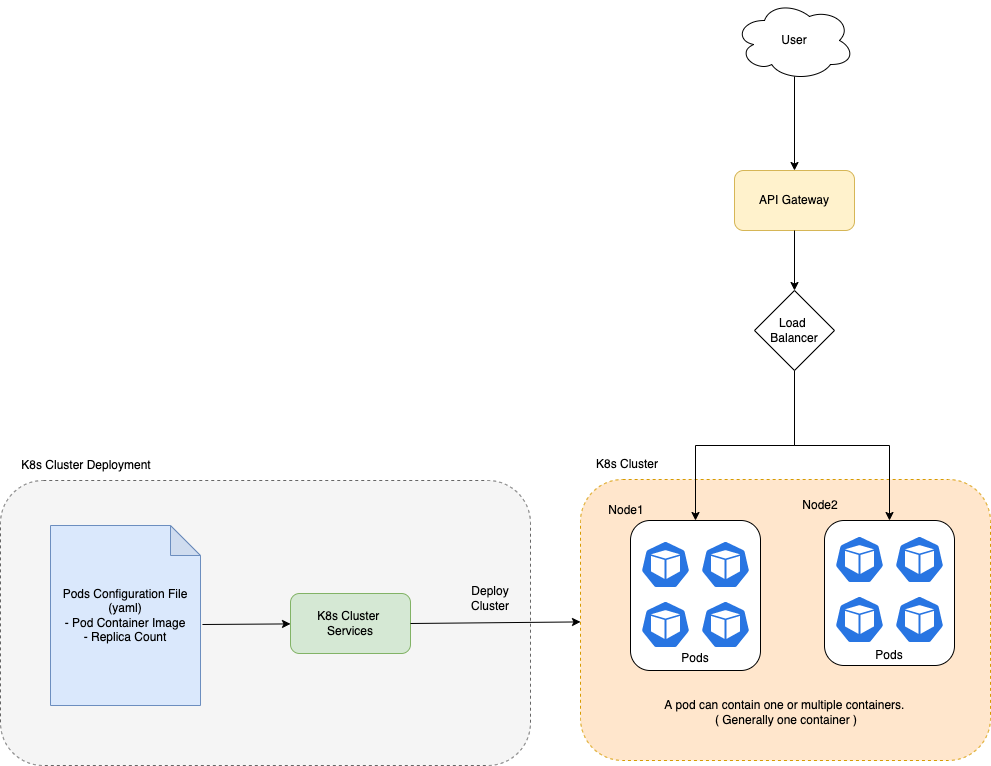 User
API Gateway
Load
Balancer
K8s Cluster Deployment
K8s Cluster
Node1
Node2
Pods Configuration File
(yaml)
- Pod Container Image
- Replica Count
K8s Cluster
Services
Deploy
Cluster
Pods
Pods
A pod can contain one or multiple containers.
( Generally one container )